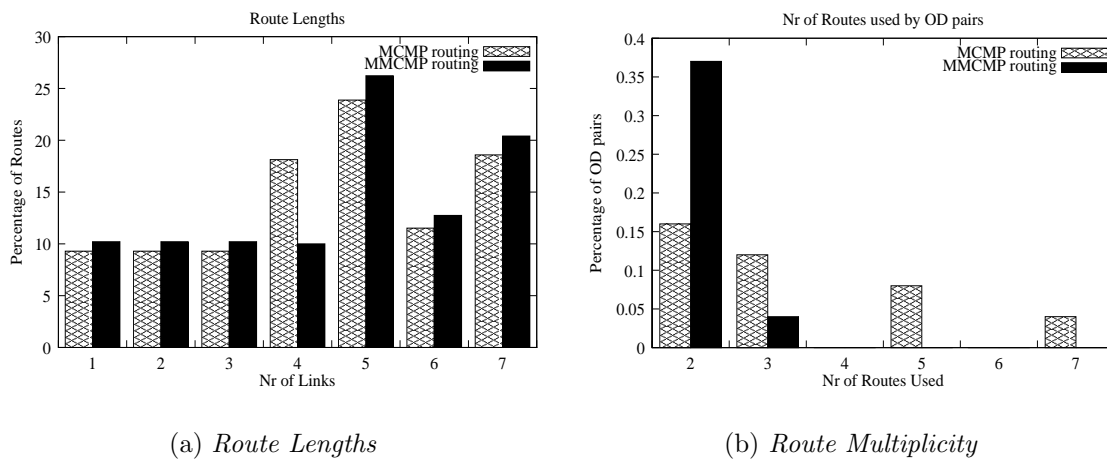 Route Lengths
MCMP routing
MMCMP routing
30
25
20
15
10
5
0
Percentage of Routes
1 2 3 4 5 6 7
Nr of Links
(a) Route Lengths
Nr of Routes used by OD pairs
MCMP routing
MMCMP routing
0.4
0.35
0.3
0.25
0.2
0.15
0.1
0.05
0
Percentage of OD pairs
2 3 4 5 6 7
Nr of Routes Used
(b) Route Multiplicity